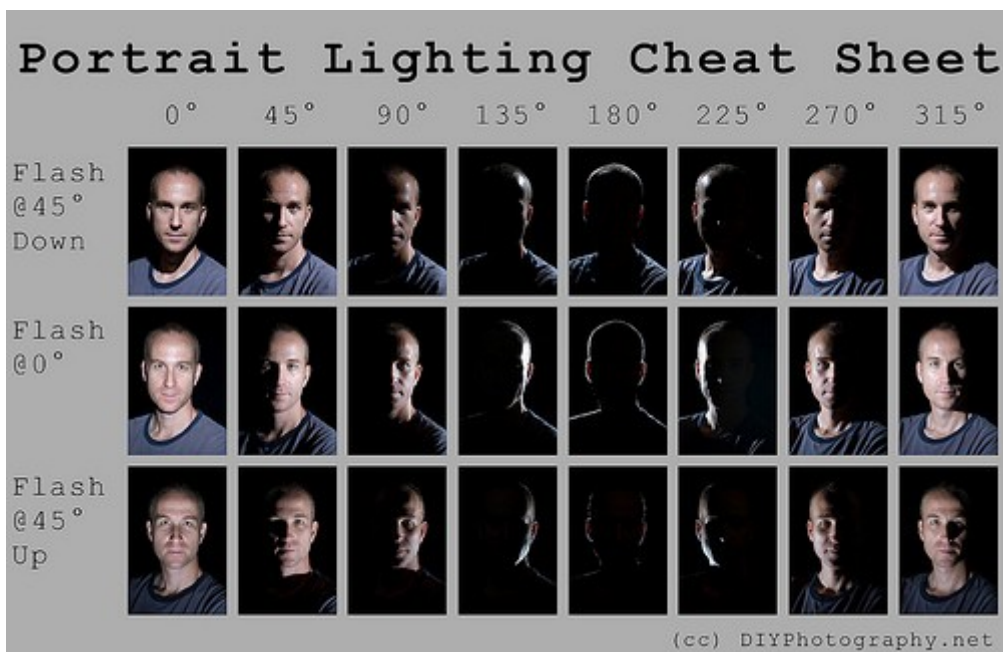 Portrait Lighting Cheat Sheet
0° 45° 90° 135° 180° 225° 270° 315°
Flash
@45°
Down
Flash
@0°
Flash
@45°
Up
(cc) DIYPhotography.net